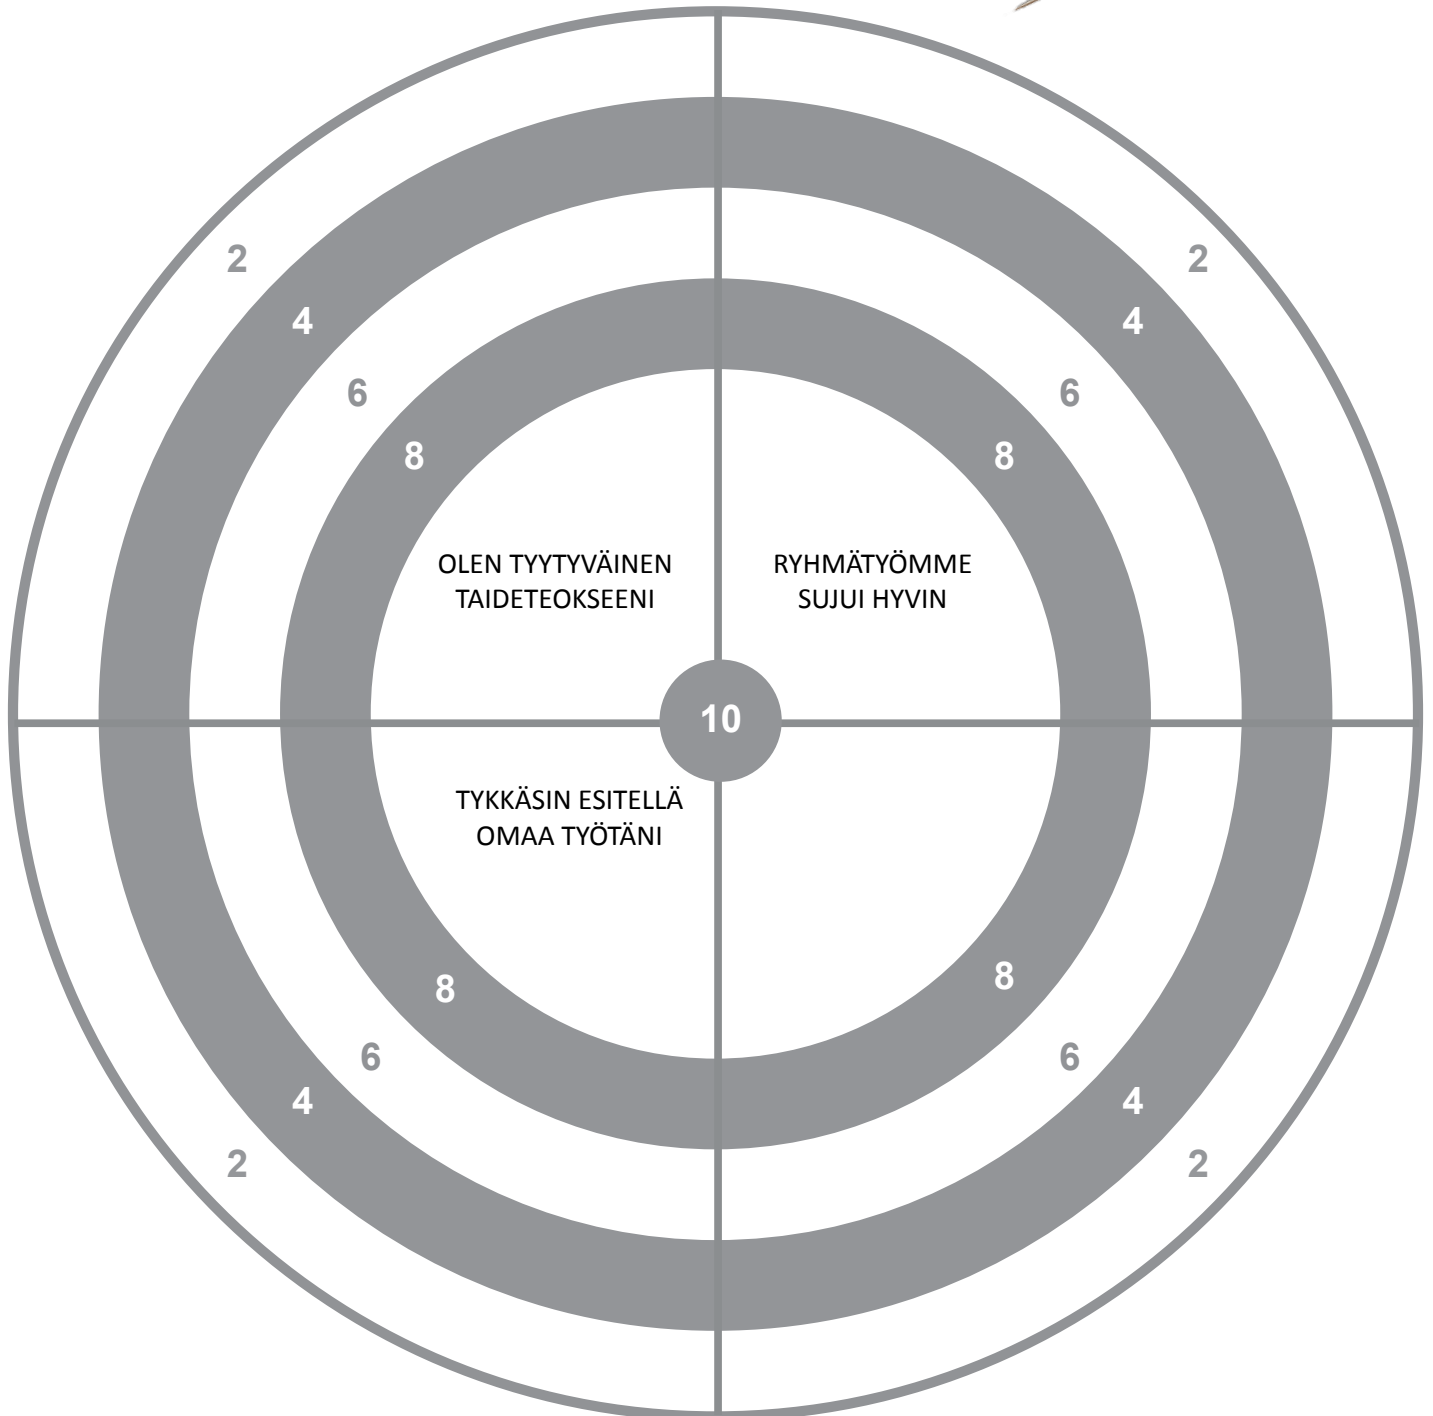 2 2
4 4
6 6
8 8
OLEN TYYTYVÄINEN
TAIDETEOKSEENI
RYHMÄTYÖMME
SUJUI HYVIN
10
TYKKÄSIN ESITELLÄ
OMAA TYÖTÄNI
8 8
6 6
4 4
2 2